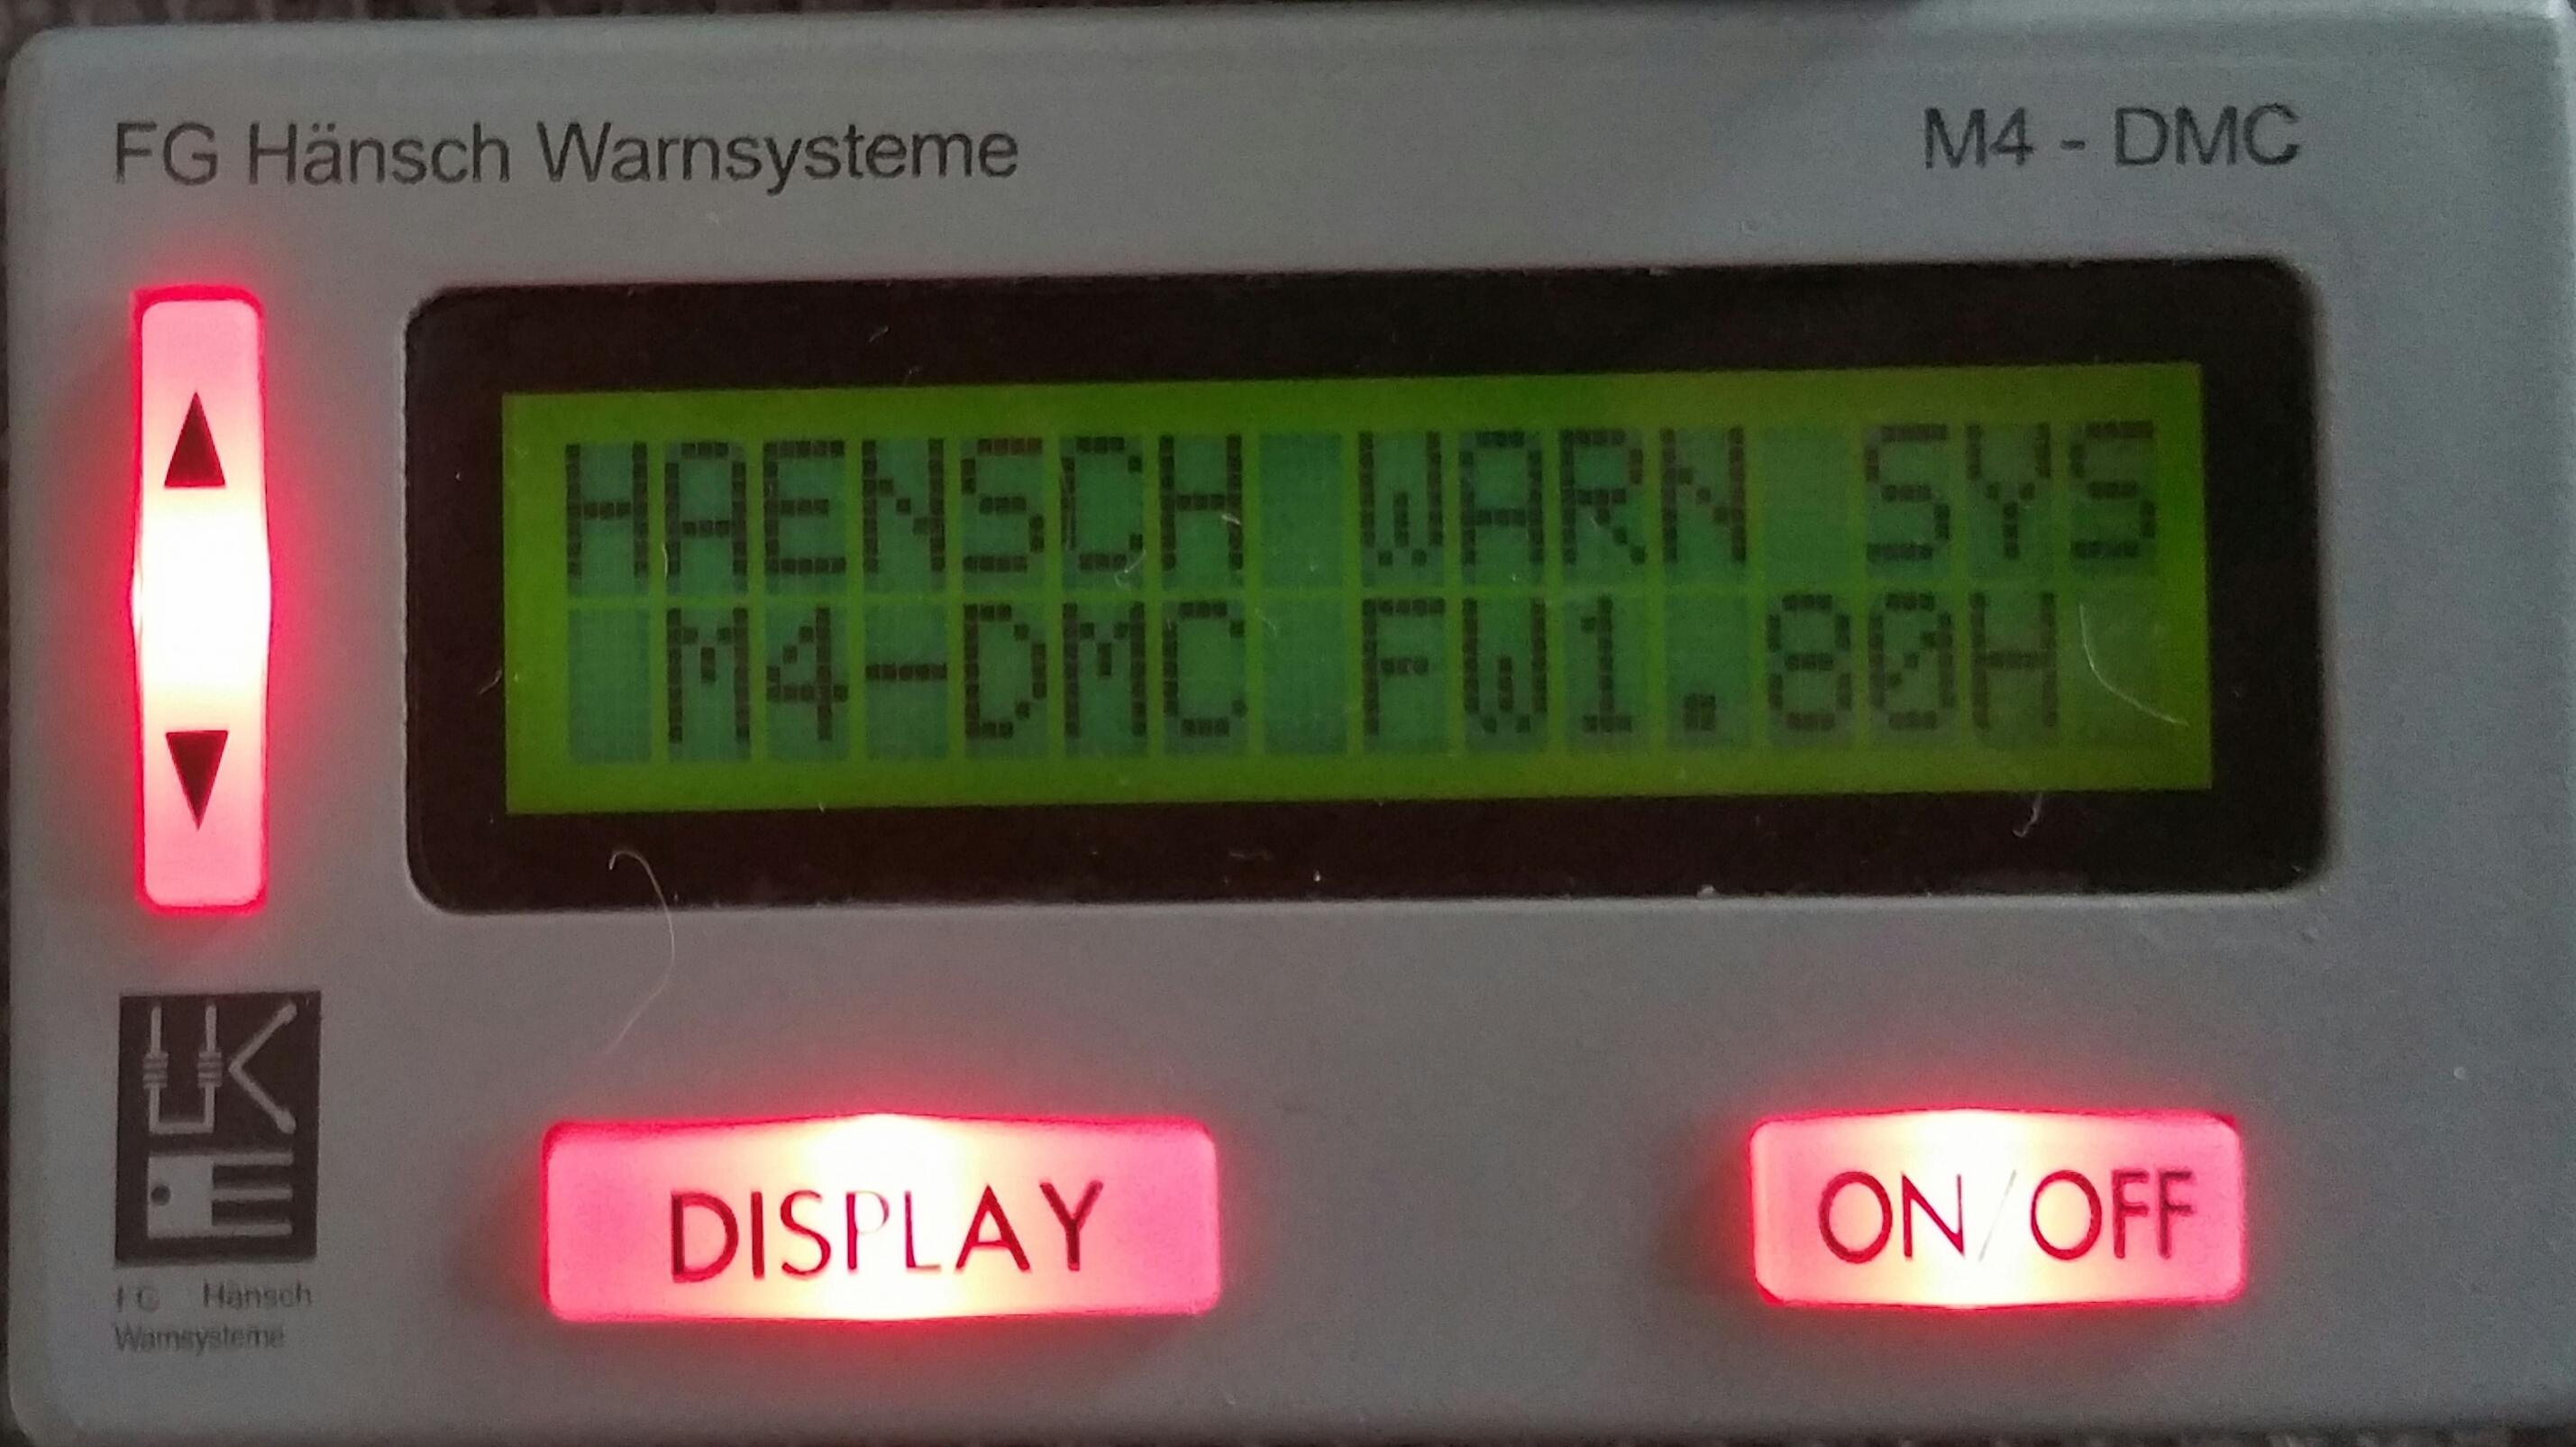 FG Hänsch Warnsysteme
M4 - DMC
HAENSCH WARN SYS
M4-DMC FW1.80H
DISPLAY
ON/OFF
FG Hänsch
Warnsysteme